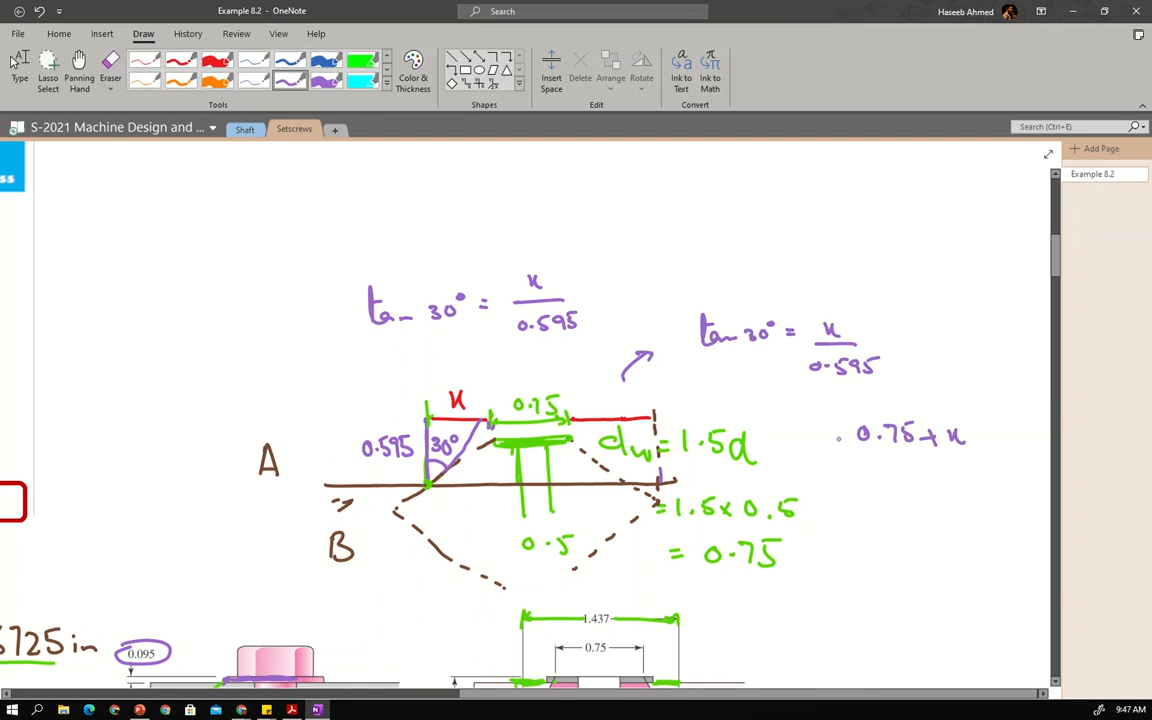 Example 8.2 - OneNote
Search
Haseeb Ahmed
File Home Insert Draw History Review View Help
Type
Lasso Select
Panning Hand
Eraser
Color & Thickness
Insert Space
Delete
Arrange
Rotate
Ink to Text
Ink to Math
Tools
Shapes
Edit
Convert
S-2021 Machine Design and ...
Shaft
Setscrews
Search (Ctrl+E)
Add Page
Example 8.2
ss
tan 30° = x / 0.595
tan 30° = x / 0.595
x
0.75
0.595
30°
dw = 1.5d
0.75 + x
A
= 1.5 x 0.5
B
0.5
= 0.75
1.437
725 in
0.095
0.75
9:47 AM